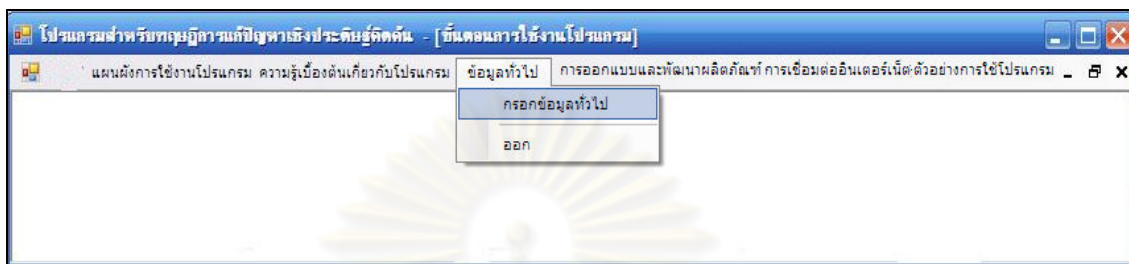 โปรแกรมสำหรับทฤษฎีการแก้ปัญหาเชิงประดิษฐ์คิดค้น - [ขั้นตอนการใช้งานโปรแกรม]
แผนผังการใช้งานโปรแกรม ความรู้เบื้องต้นเกี่ยวกับโปรแกรม ข้อมูลทั่วไป การออกแบบและพัฒนาผลิตภัณฑ์ การเชื่อมต่ออินเตอร์เน็ต ตัวอย่างการใช้โปรแกรม
กรอกข้อมูลทั่วไป
ออก